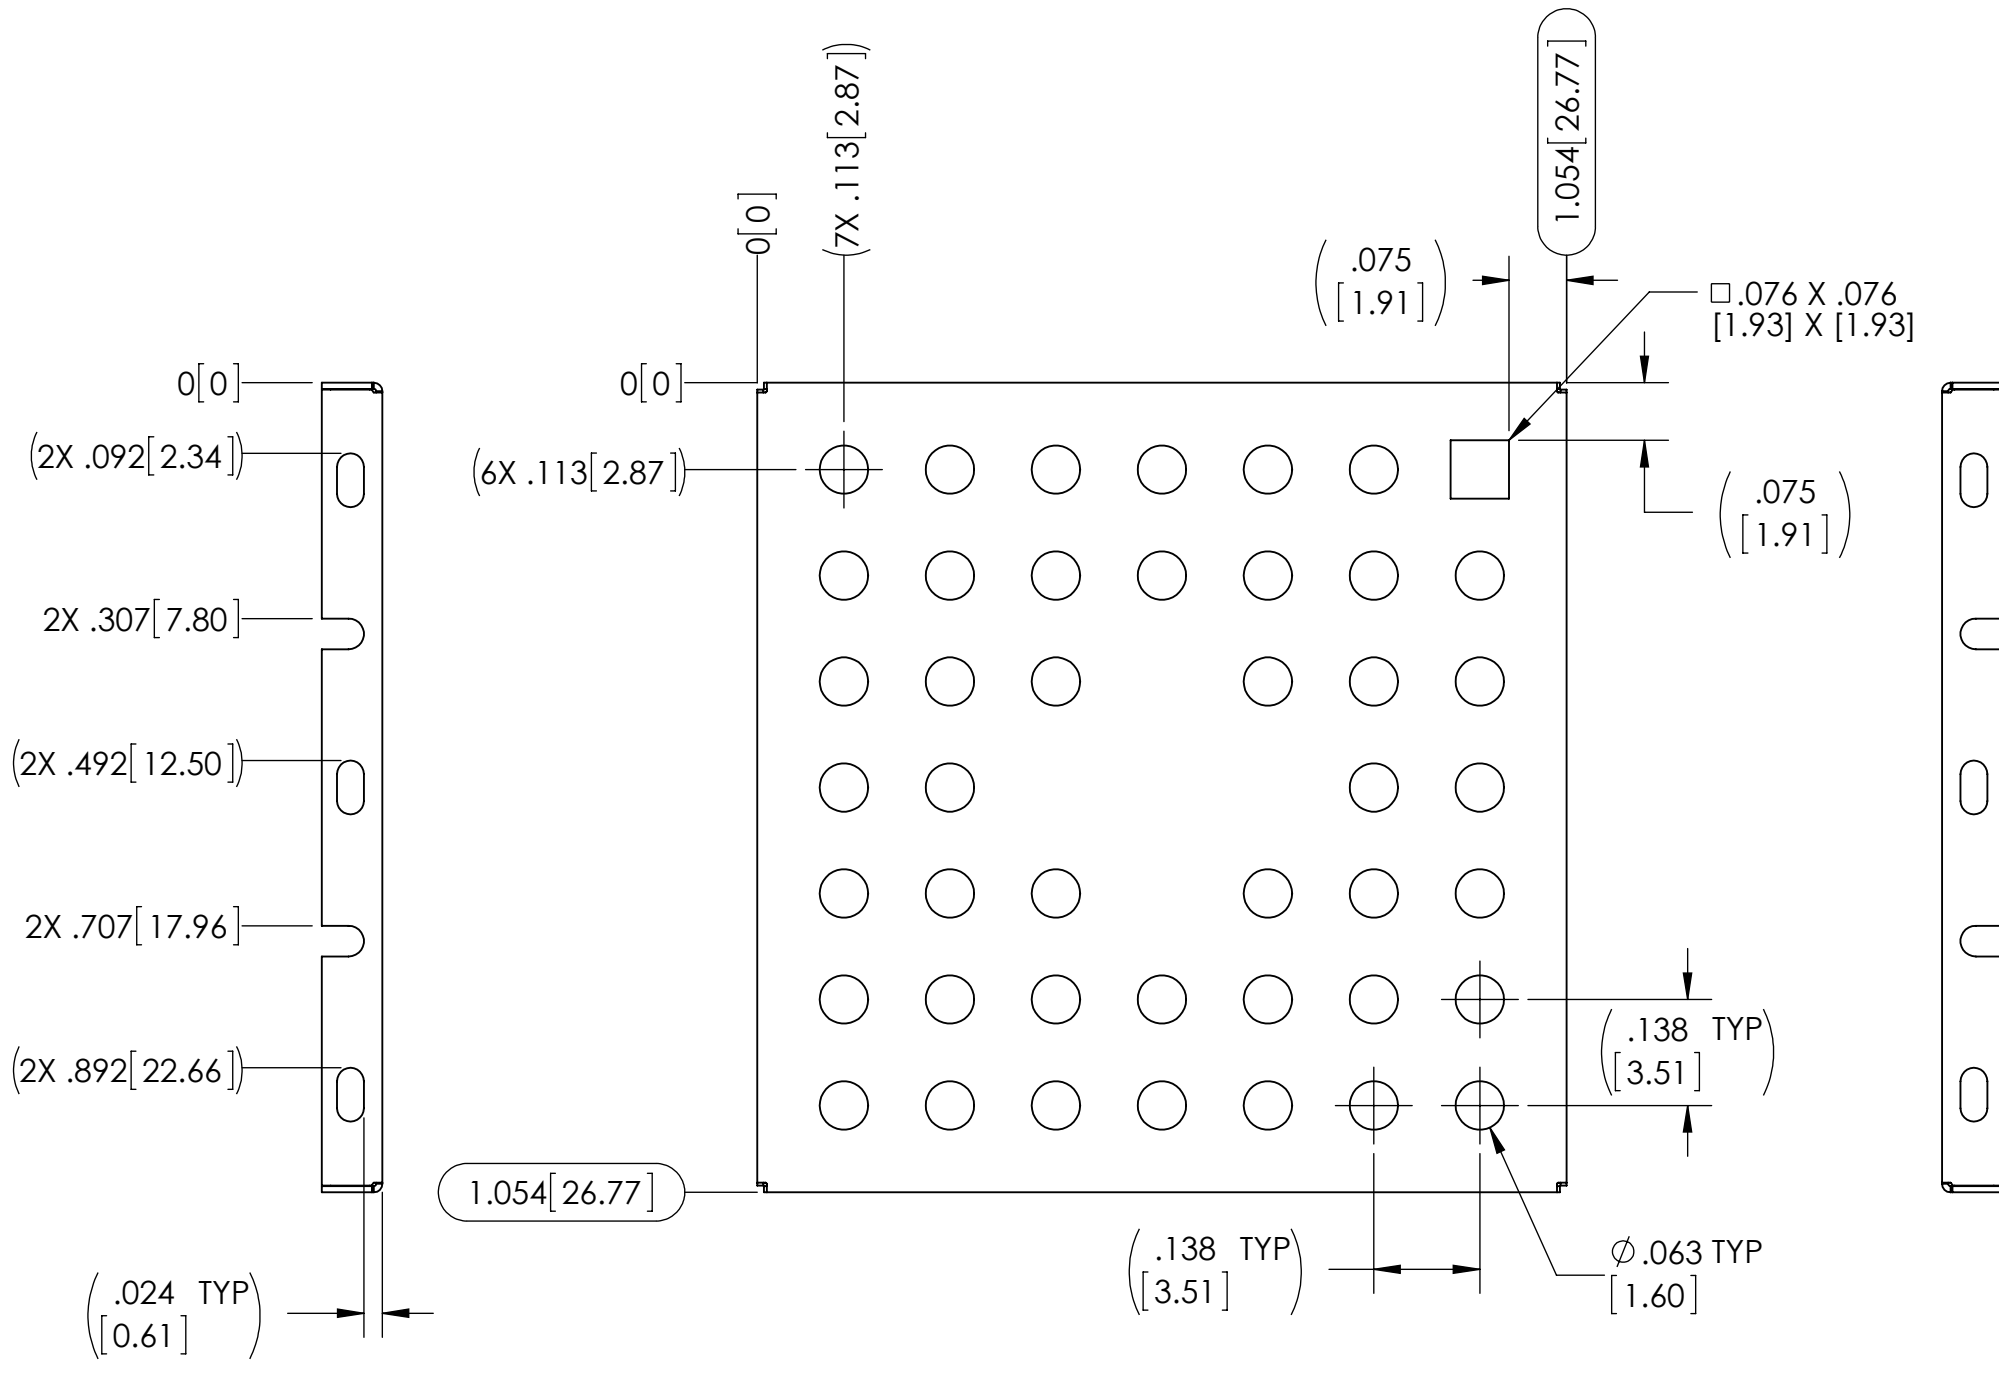 (7X .113[2.87])
0[0]
1.054[26.77]
(.075
[1.91])
□.076 X .076
[1.93] X [1.93]
0[0]
0[0]
(2X .092[2.34])
(6X .113[2.87])
(.075
[1.91])
2X .307[7.80]
(2X .492[12.50])
2X .707[17.96]
(.138 TYP
[3.51])
(2X .892[22.66])
1.054[26.77]
(.138 TYP
[3.51])
∅.063 TYP
[1.60]
(.024 TYP
[0.61])